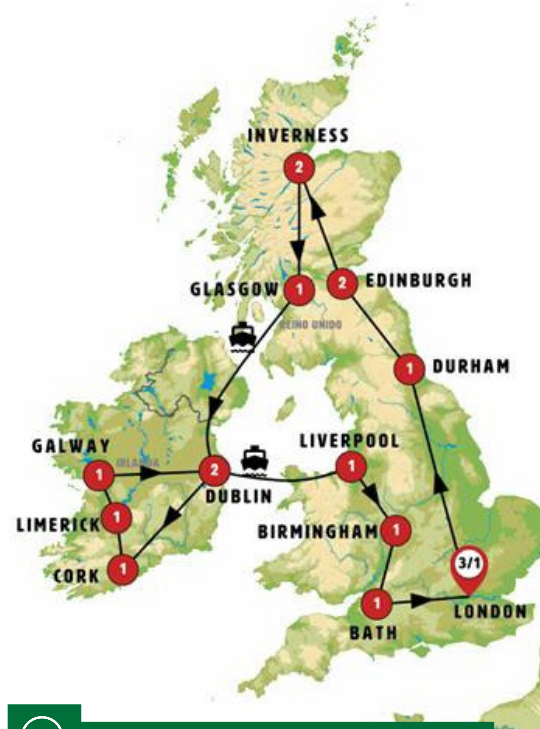 INVERNESS
2
GLASGOW
1
2
EDINBURGH
REINO UNIDO
1
DURHAM
GALWAY
1
IRLANDA
2
DUBLIN
LIVERPOOL
1
LIMERICK
1
BIRMINGHAM
1
CORK
1
3/1
LONDON
1
BATH